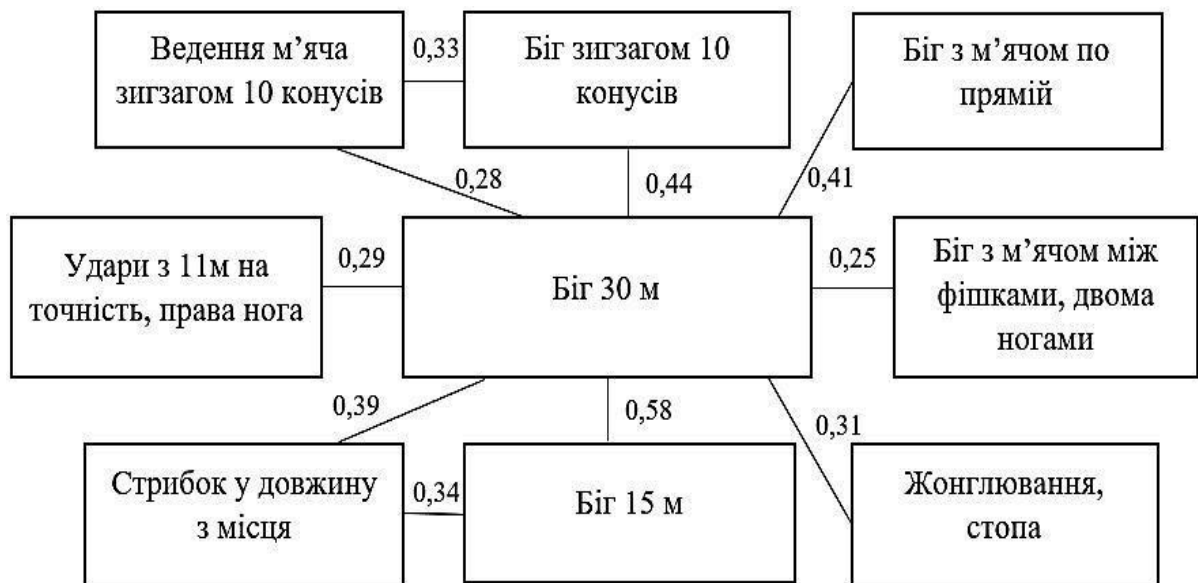 Ведення м’яча
зигзагом 10 конусів
0,33
Біг зигзагом 10
конусів
Біг з м’ячом по
прямій
0,28
0,44
0,41
Удари з 11м на
точність, права нога
0,29
Біг 30 м
0,25
Біг з м’ячом між
фішками, двома
ногами
0,39
0,58
0,31
Стрибок у довжину
з місця
0,34
Біг 15 м
Жонглювання,
стопа